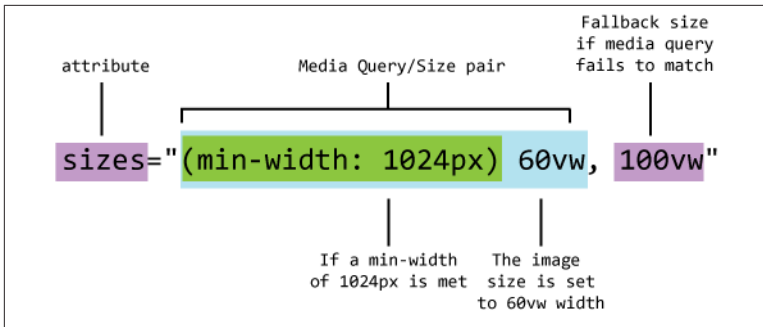 Fallback size
if media query
fails to match
attribute
Media Query/Size pair
sizes="(min-width: 1024px) 60vw, 100vw"
If a min-width
of 1024px is met
The image
size is set
to 60vw width